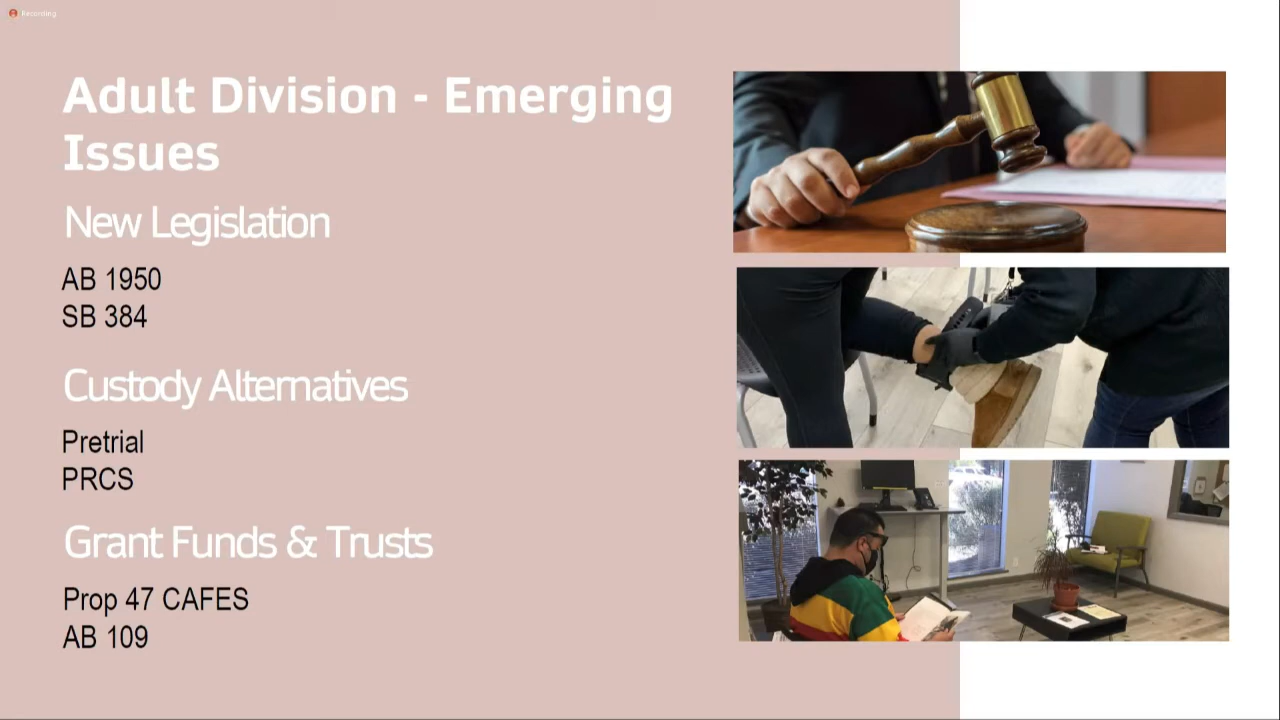 Recording
Adult Division - Emerging
Issues
New Legislation
AB 1950
SB 384
Custody Alternatives
Pretrial
PRCS
Grant Funds & Trusts
Prop 47 CAFES
AB 109